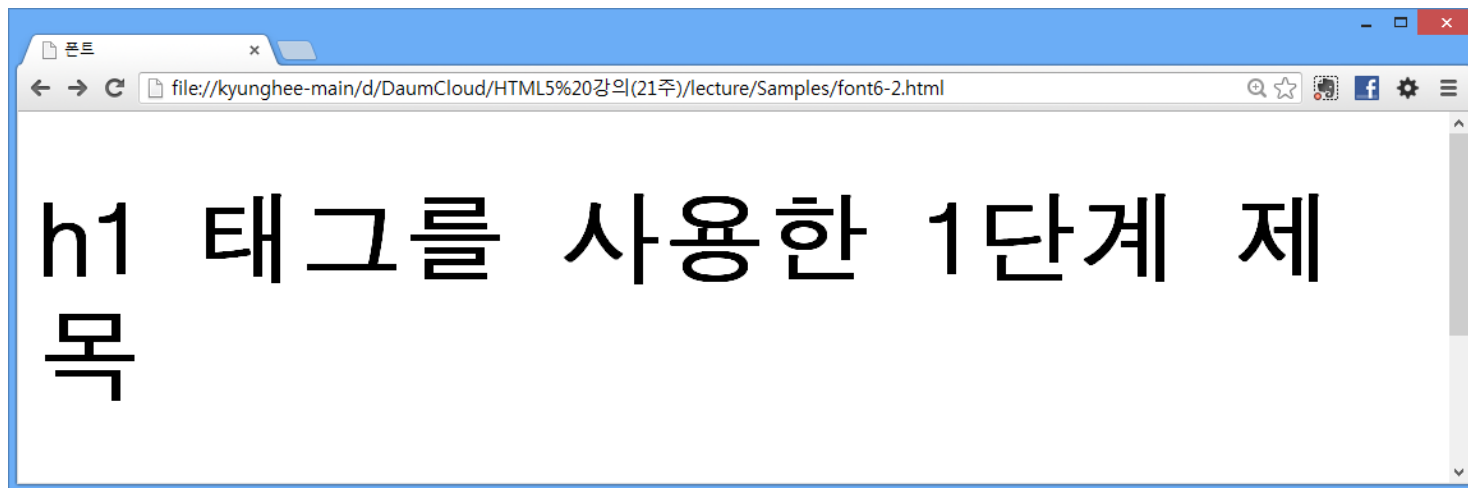 폰트
file://kyunghee-main/d/DaumCloud/HTML5%20강의(21주)/lecture/Samples/font6-2.html
h1 태그를 사용한 1단계 제
목